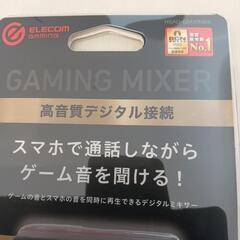 ELECOM
GAMING
No.1
GAMING MIXER
高音質デジタル接続
スマホで通話しながら
ゲーム音を聞ける！
ゲームの音とスマホの音を同時に再生できるデジタルミキサー